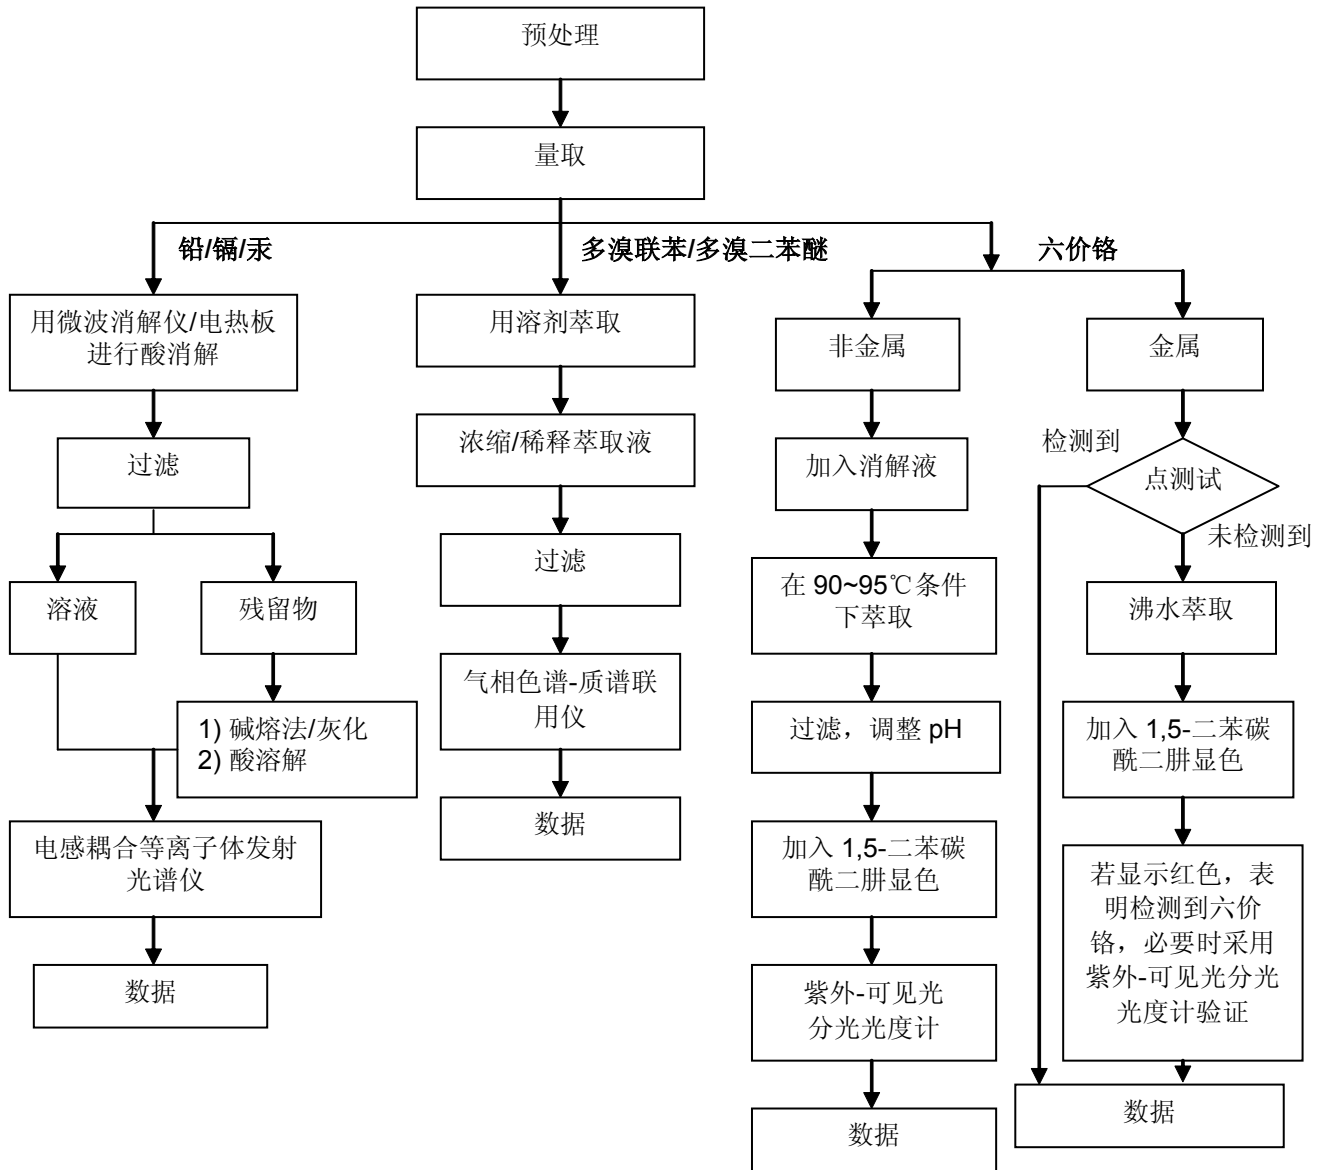 预处理
量取
铅/镉/汞
多溴联苯/多溴二苯醚
六价铬
用微波消解仪/电热板
进行酸消解
过滤
溶液
残留物
1) 碱熔法/灰化
2) 酸溶解
电感耦合等离子体发射
光谱仪
数据
用溶剂萃取
浓缩/稀释萃取液
过滤
气相色谱-质谱联
用仪
数据
非金属
加入消解液
在 90~95℃条件
下萃取
过滤，调整 pH
加入 1,5-二苯碳
酰二肼显色
紫外-可见光
分光光度计
数据
金属
点测试
检测到
未检测到
沸水萃取
加入 1,5-二苯碳
酰二肼显色
若显示红色，表
明检测到六价
铬，必要时采用
紫外-可见光分光
光度计验证
数据